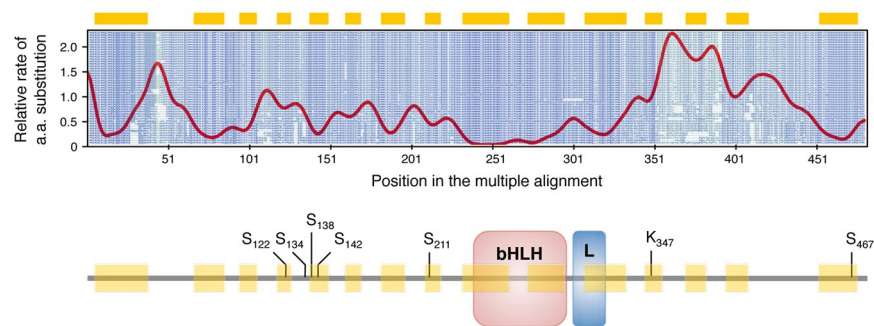 Relative rate of
a.a. substitution
2.0
1.5
1.0
0.5
0
51 101 151 201 251 301 351 401 451
Position in the multiple alignment
S138
S122 S134 S142 S211 K347 S467
bHLH L